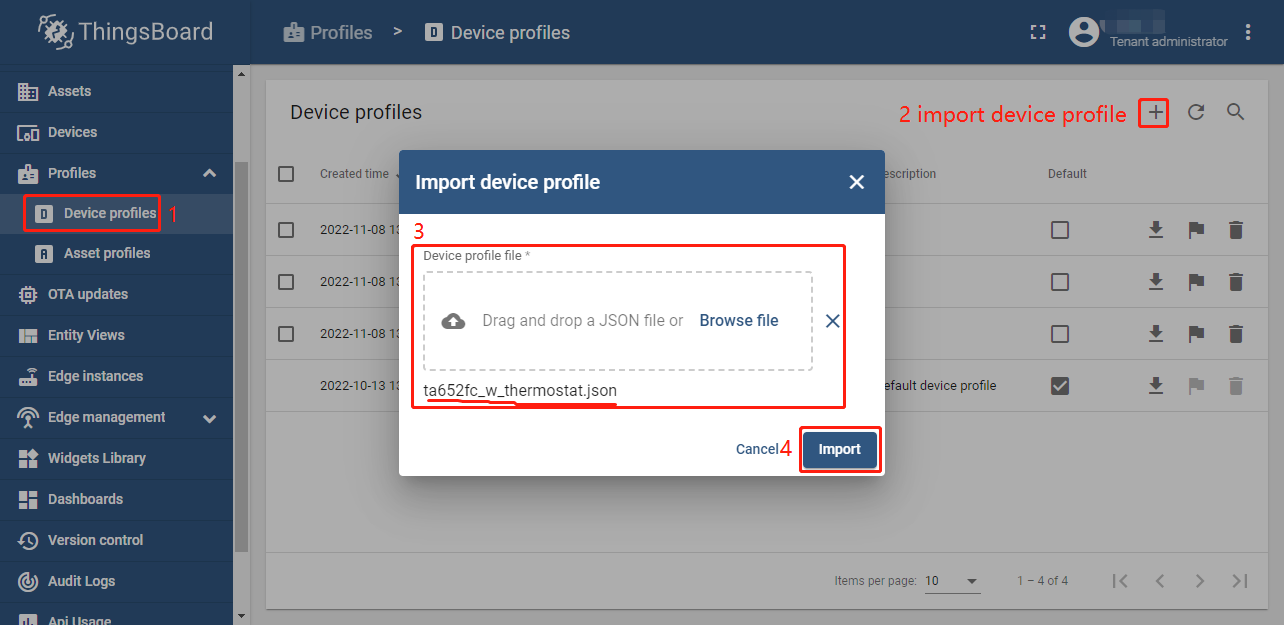 ThingsBoard
Profiles > Device profiles
Tenant administrator
Assets
Devices
Profiles
Device profiles 1
Asset profiles
OTA updates
Entity Views
Edge instances
Edge management
Widgets Library
Dashboards
Version control
Audit Logs
Api Usage
Device profiles
2 import device profile
Created time
escription
Default
2022-11-08 13
2022-11-08 13
2022-11-08 13
2022-10-13 13
efault device profile
Import device profile
3
Device profile file *
Drag and drop a JSON file or Browse file
ta652fc_w_thermostat.json
Cancel 4 Import
Items per page: 10 1 – 4 of 4